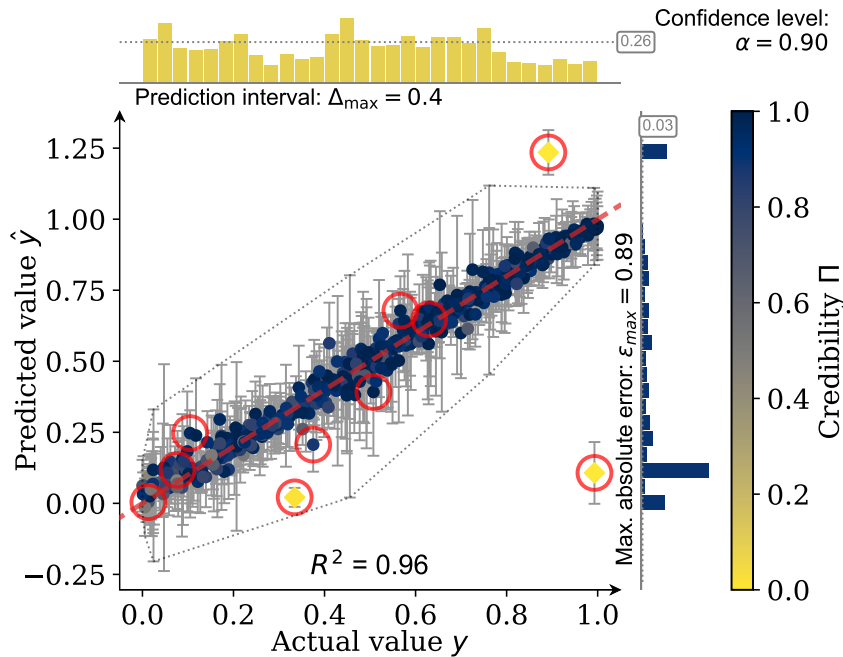 Confidence level:
α = 0.90
0.26
Prediction interval: Δmax = 0.4
0.03
1.25
1.00
0.75
0.50
0.25
0.00
−0.25
Predicted value ŷ
R² = 0.96
0.0 0.2 0.4 0.6 0.8 1.0
Actual value y
Max. absolute error: εmax = 0.89
1.0
0.8
0.6
0.4
0.2
0.0
Credibility Π